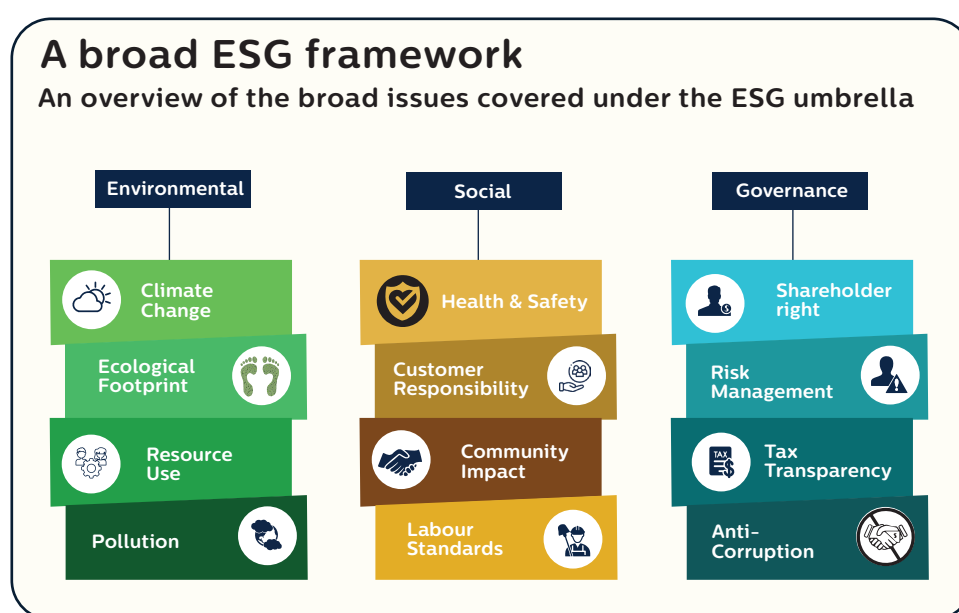 A broad ESG framework
An overview of the broad issues covered under the ESG umbrella
Environmental
Climate
Change
Ecological
Footprint
Resource
Use
Pollution
Social
Health & Safety
Customer
Responsibility
Community
Impact
Labour
Standards
Governance
Shareholder
right
Risk
Management
TAX
Tax
Transparency
Anti-
Corruption